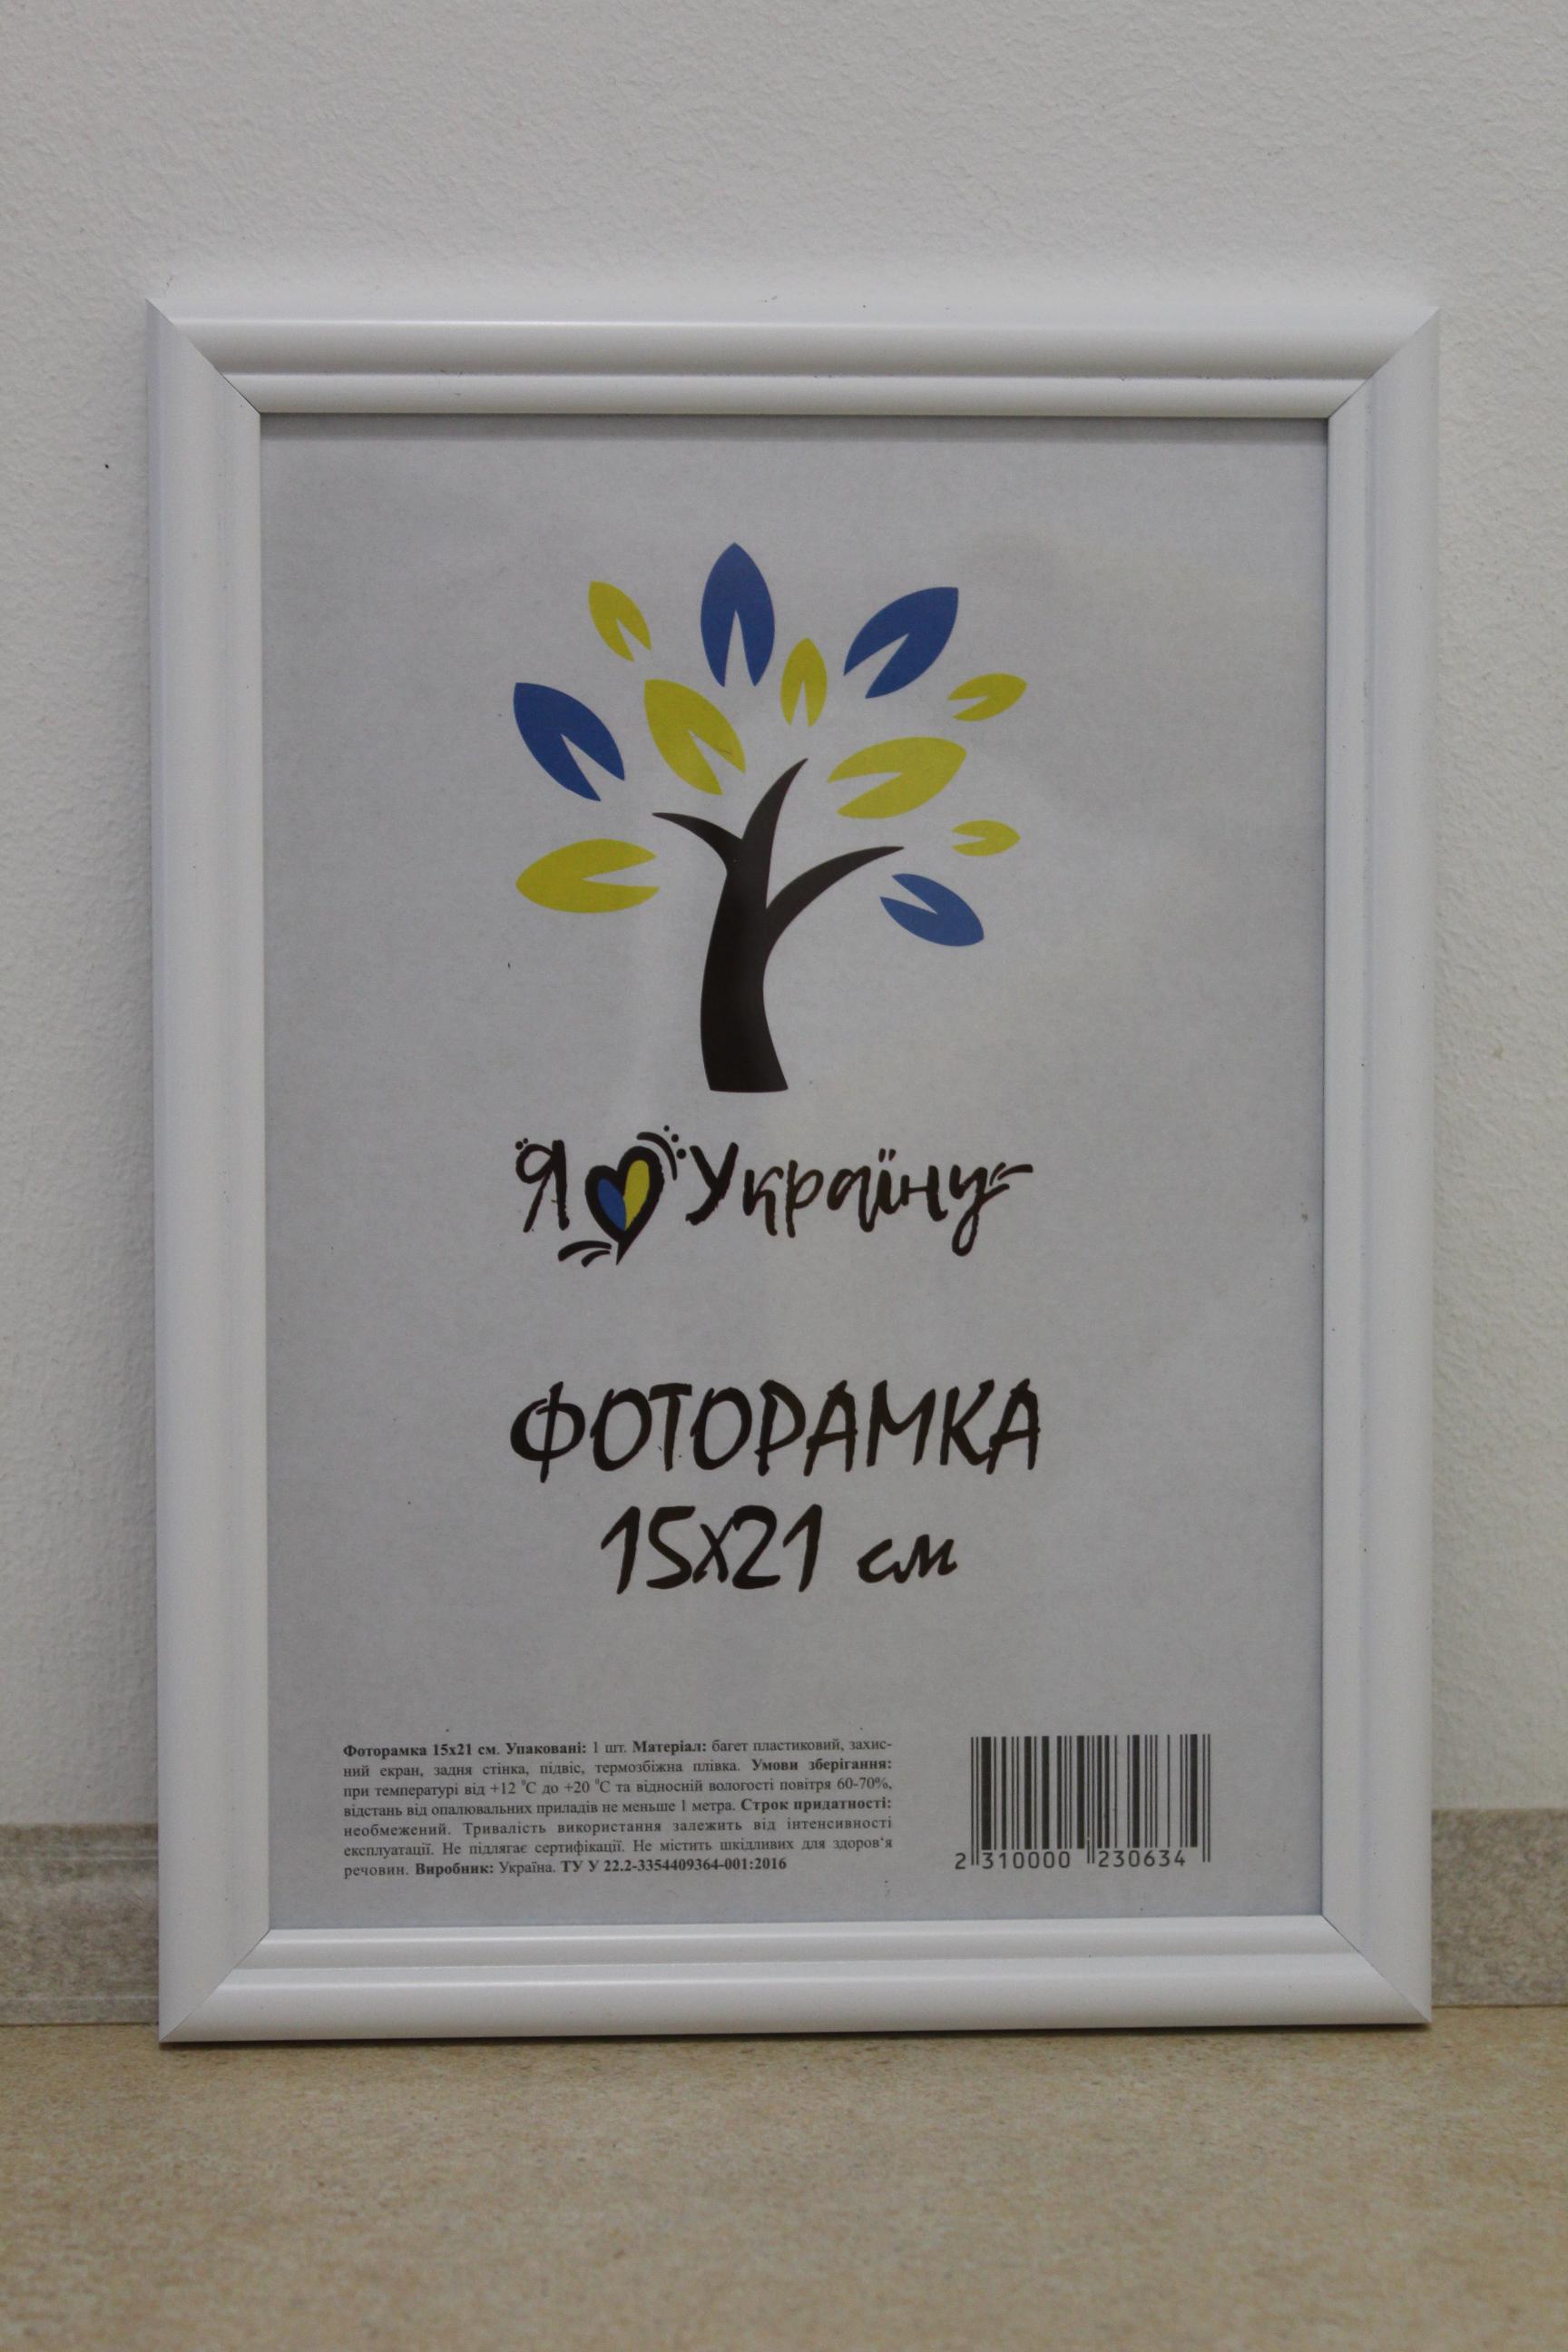 Я Україну
ФОТОРАМКА
15х21 см
Фоторамка 15х21 см. Упаковані: 1 шт. Матеріал: багет пластиковий, захис-
ний екран, задня стінка, підвіс, термозбіжна плівка. Умови зберігання:
при температурі від +12 °С до +20 °С та відносній вологості повітря 60-70%,
відстань від опалювальних приладів не меньше 1 метра. Строк придатності:
необмежений. Тривалість використання залежить від інтенсивності
експлуатації. Не підлягає сертифікації. Не містить шкідливих для здоров'я
речовин. Виробник: Україна. ТУ У 22.2-3354409364-001:2016
2 310000 230634